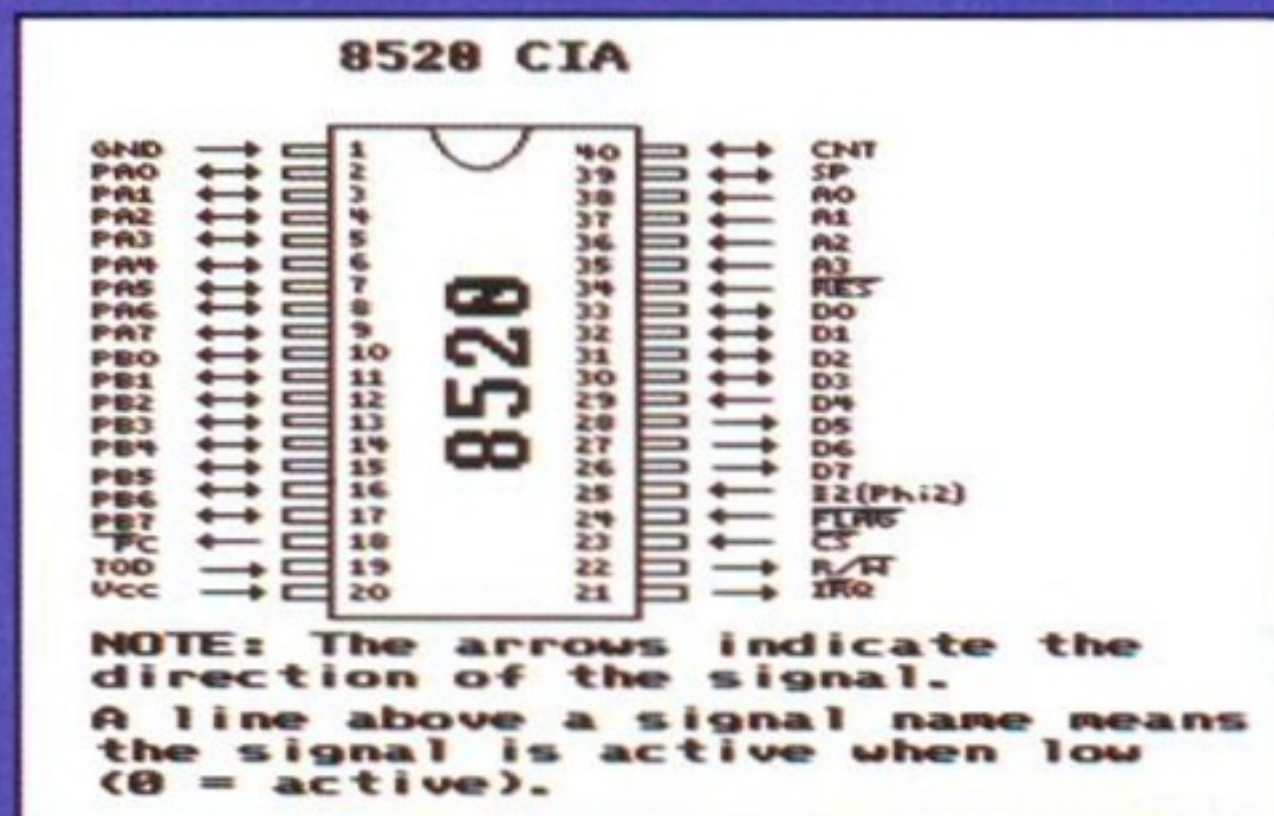 8520 CIA
GND 1 40 CNT
PA0 2 39 SP
PA1 3 38 A0
PA2 4 37 A1
PA3 5 36 A2
PA4 6 35 A3
PA5 7 34 RES
PA6 8 33 D0
PA7 9 32 D1
PB0 10 31 D2
PB1 11 30 D3
PB2 12 29 D4
PB3 13 28 D5
PB4 14 27 D6
PB5 15 26 D7
PB6 16 25 E2(Phi2)
PB7 17 24 FLAG
PC 18 23 CS
TOD 19 22 R/W
Vcc 20 21 IRQ
8520
NOTE: The arrows indicate the
direction of the signal.
A line above a signal name means
the signal is active when low
(0 = active).